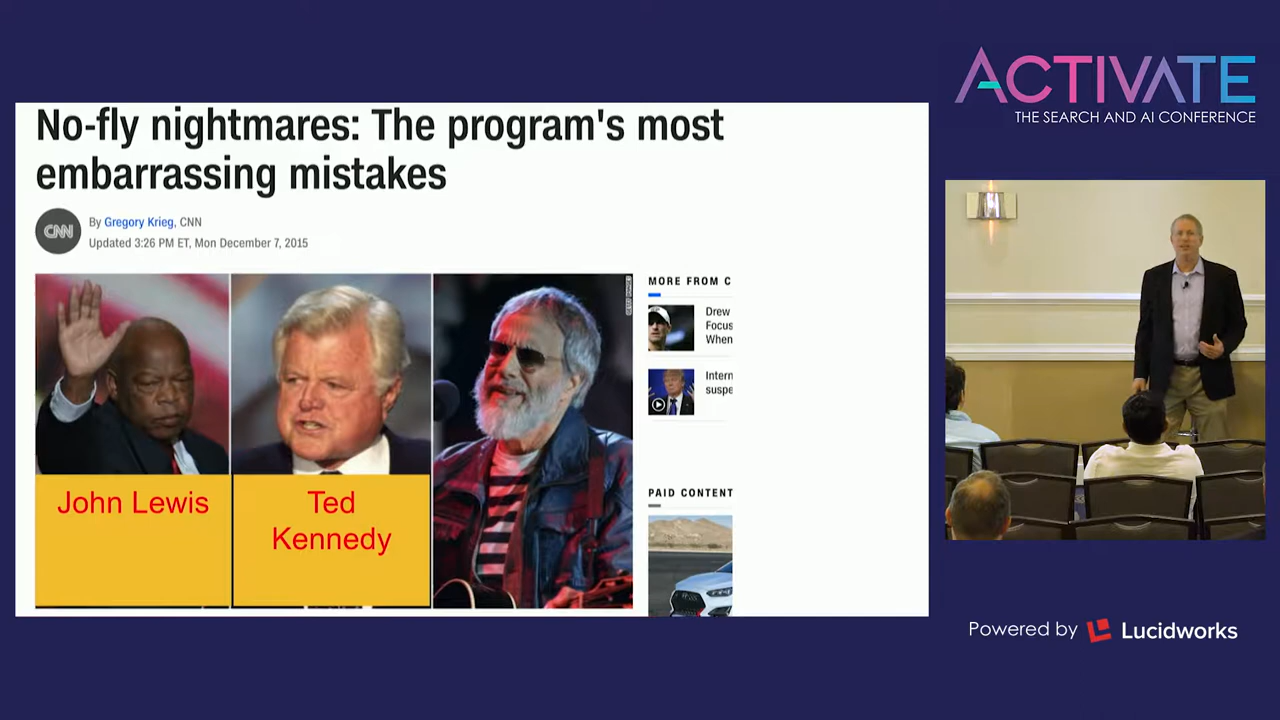 ACTIVATE
THE SEARCH AND AI CONFERENCE
No-fly nightmares: The program's most
embarrassing mistakes
CNN
By Gregory Krieg, CNN
Updated 3:26 PM ET, Mon December 7, 2015
GETTY IMAGES
John Lewis
Ted
Kennedy
MORE FROM C
Drew
Focus
When
Intern
suspe
PAID CONTENT
Powered by Lucidworks